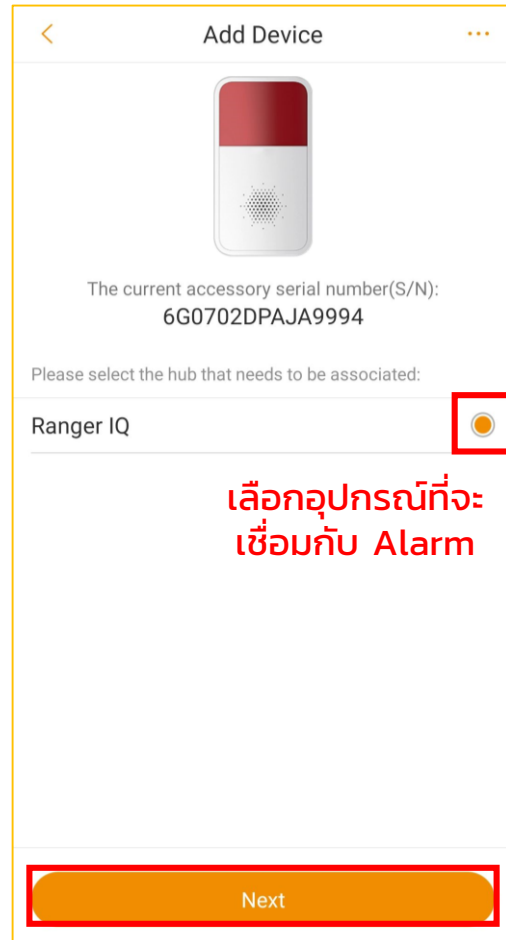 Add Device
The current accessory serial number(S/N):
6G0702DPAJA9994
Please select the hub that needs to be associated:
Ranger IQ
เลือกอุปกรณ์ที่จะ
เชื่อมกับ Alarm
Next